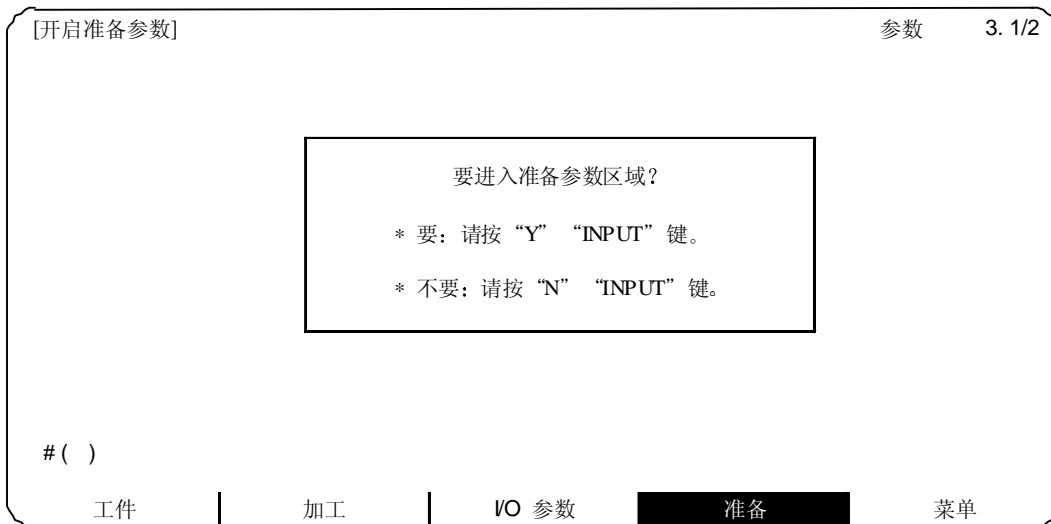 [开启准备参数] 参数 3. 1/2
要进入准备参数区域?
* 要: 请按“Y”“INPUT”键。
* 不要: 请按“N”“INPUT”键。
# ( )
工件 加工 I/O 参数 准备 菜单